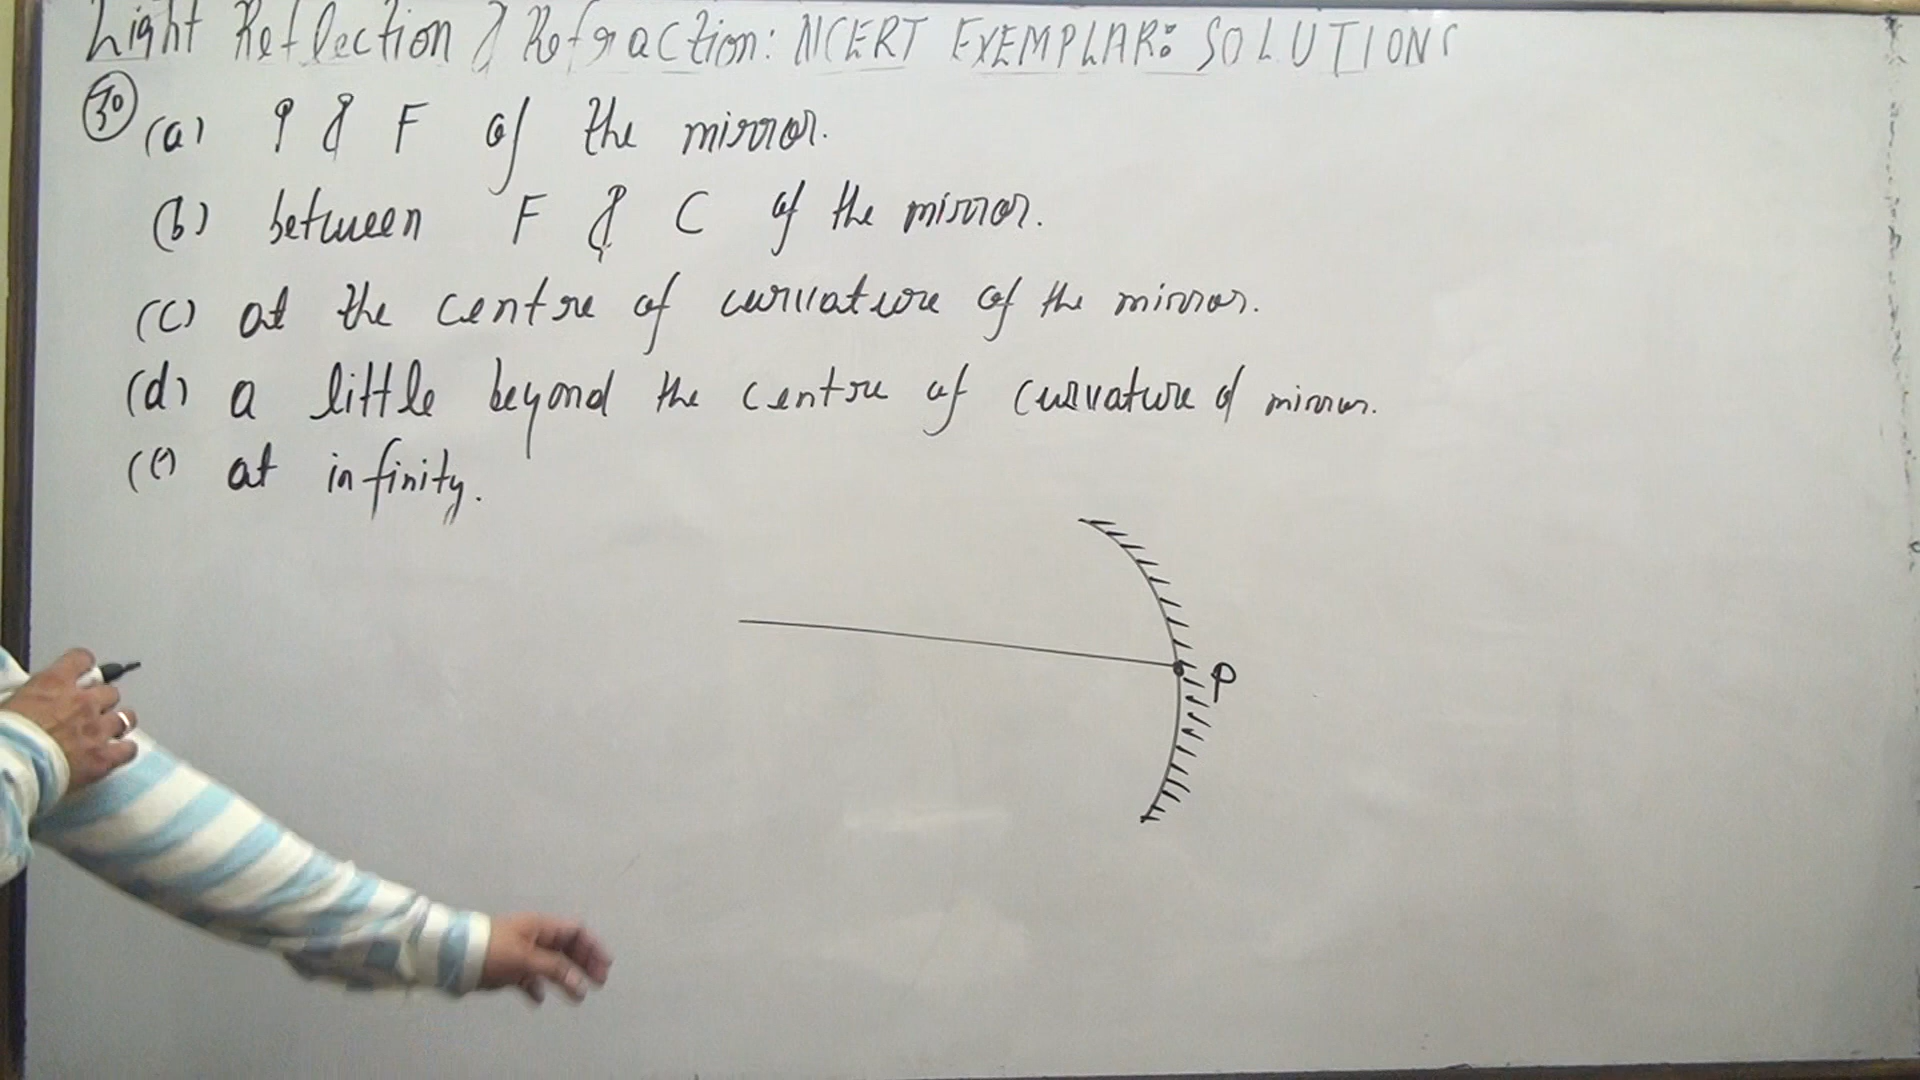 Light Reflection & Refraction: NCERT EXEMPLAR: SOLUTIONS
30 (a) P & F of the mirror.
(b) between F & C of the mirror.
(c) at the centre of curvature of the mirror.
(d) a little beyond the centre of curvature of mirror.
(e) at infinity.
P